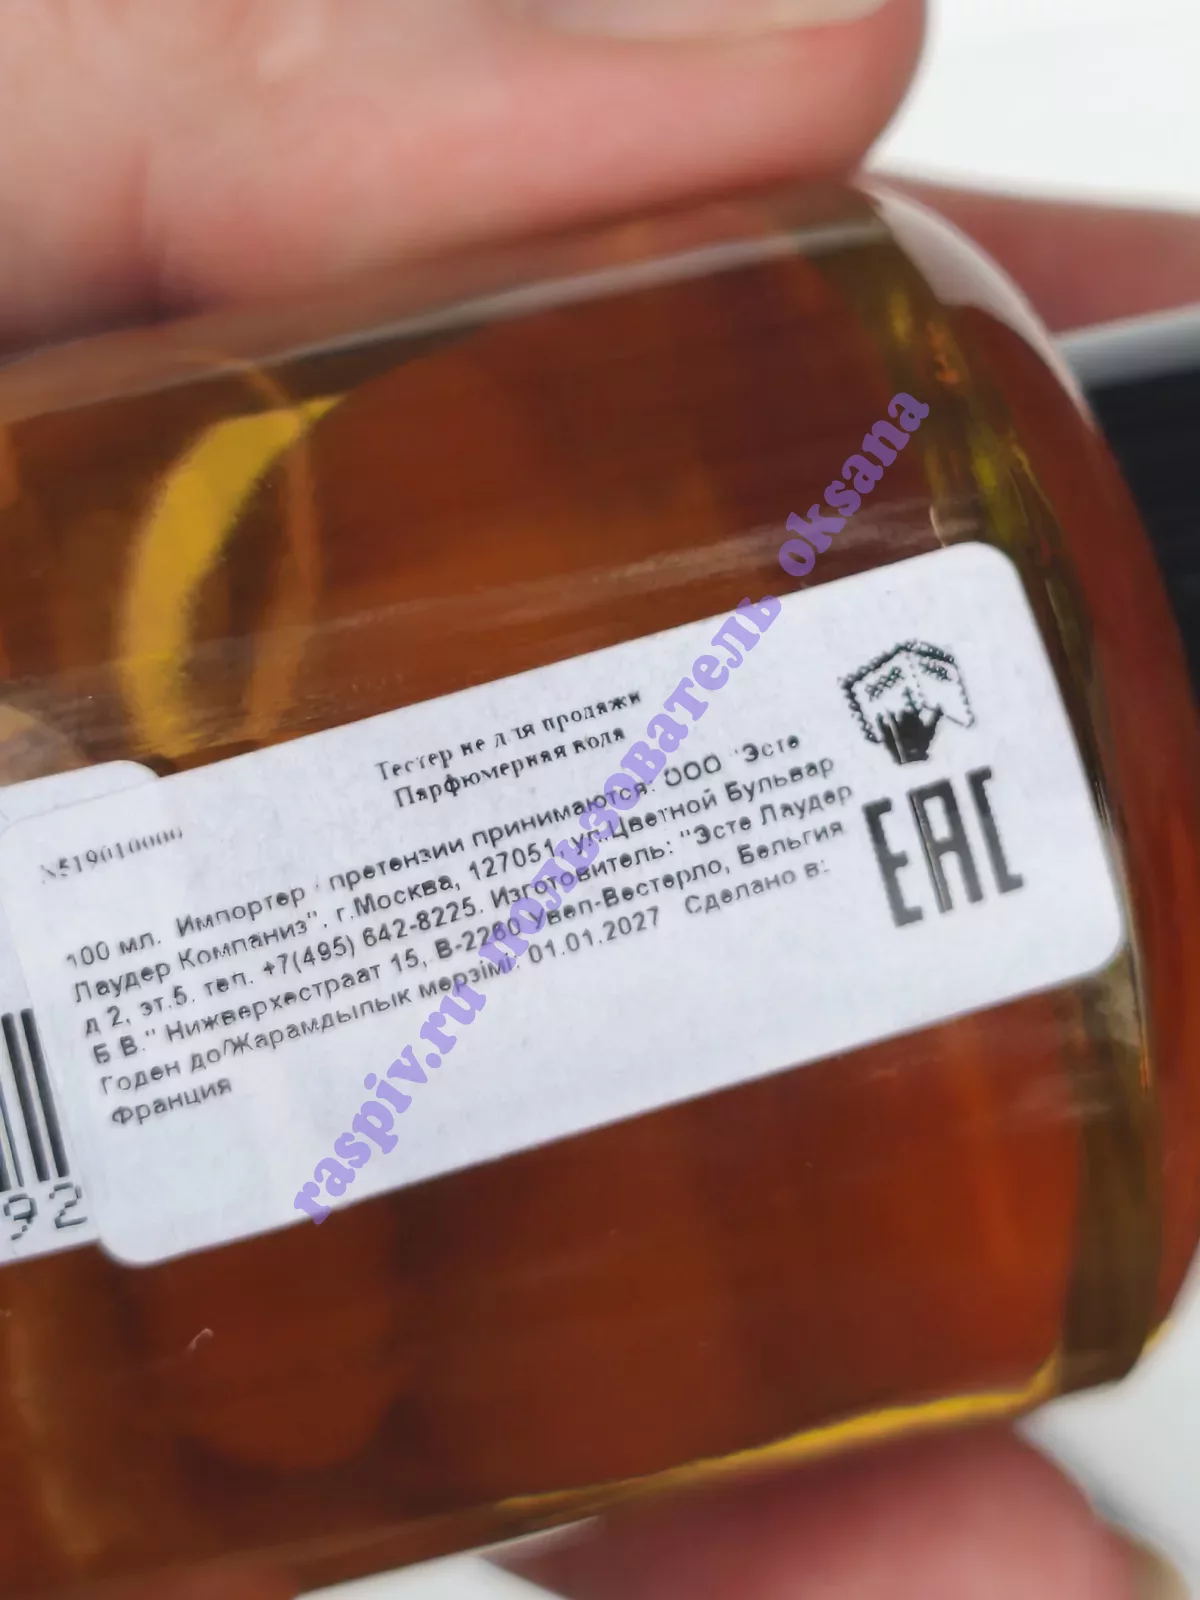 Тестер не для продажи
Парфюмерная вода
N519010000
100 мл. Импортер : претензии принимаются: ООО "Эсте
Лаудер Компаниз", г.Москва, 127051, ул.Цветной Бульвар
д 2, эт.5, тел. +7(495) 642-8225. Изготовитель: "Эсте Лаудер
Б В." Нижверхестраат 15, В-2260 Увел-Вестерло, Бельгия
Годен до/Жарамдылык мерзімі: 01.01.2027 Сделано в:
Франция
EAC
92
raspiv.ru пользователь oksana